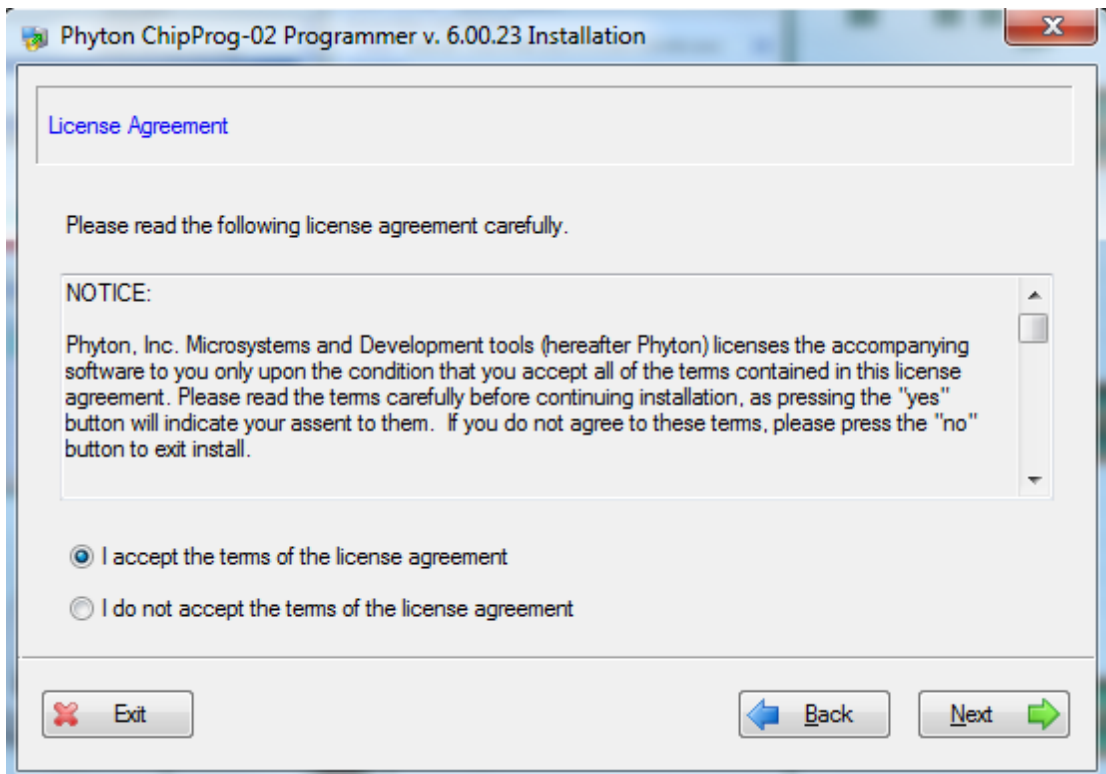 Phyton ChipProg-02 Programmer v. 6.00.23 Installation
License Agreement
Please read the following license agreement carefully.
NOTICE:
Phyton, Inc. Microsystems and Development tools (hereafter Phyton) licenses the accompanying
software to you only upon the condition that you accept all of the terms contained in this license
agreement. Please read the terms carefully before continuing installation, as pressing the "yes"
button will indicate your assent to them.  If you do not agree to these terms, please press the "no"
button to exit install.
I accept the terms of the license agreement
I do not accept the terms of the license agreement
Exit
Back
Next